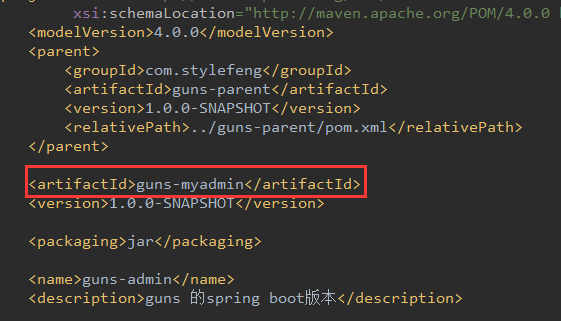 xsi:schemaLocation="http://maven.apache.org/POM/4.0.0
<modelVersion>4.0.0</modelVersion>
<parent>
<groupId>com.stylefeng</groupId>
<artifactId>guns-parent</artifactId>
<version>1.0.0-SNAPSHOT</version>
<relativePath>../guns-parent/pom.xml</relativePath>
</parent>
<artifactId>guns-myadmin</artifactId>
<version>1.0.0-SNAPSHOT</version>
<packaging>jar</packaging>
<name>guns-admin</name>
<description>guns 的spring boot版本</description>